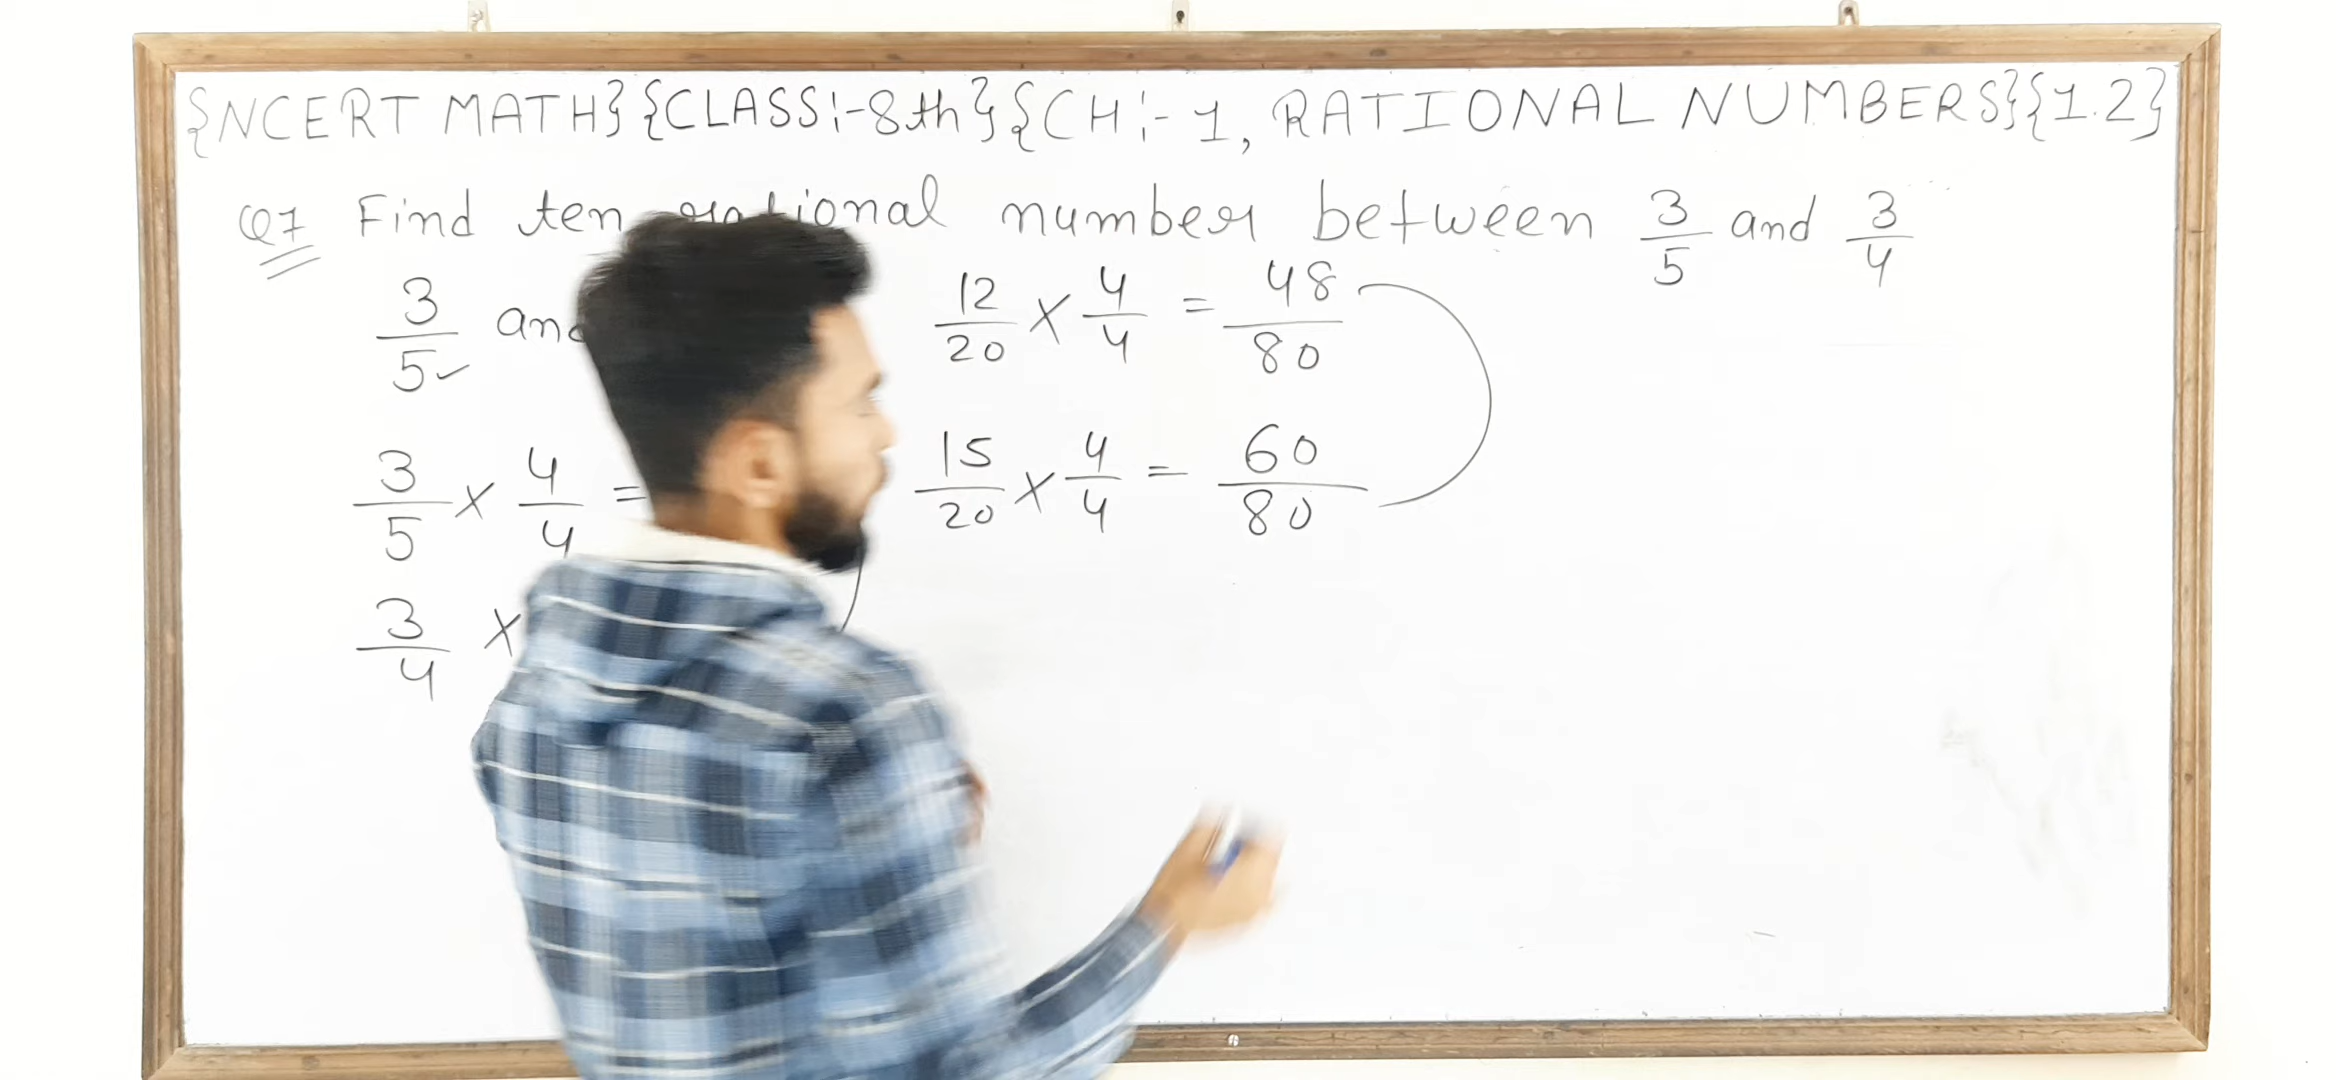 {NCERT MATH}{CLASS:-8th}{CH:-1, RATIONAL NUMBERS}{1.2}
Q7 Find ten rational number between 3/5 and 3/4
3/5 and
12/20 × 4/4 = 48/80
3/5 × 4/4 =
15/20 × 4/4 = 60/80
3/4 ×